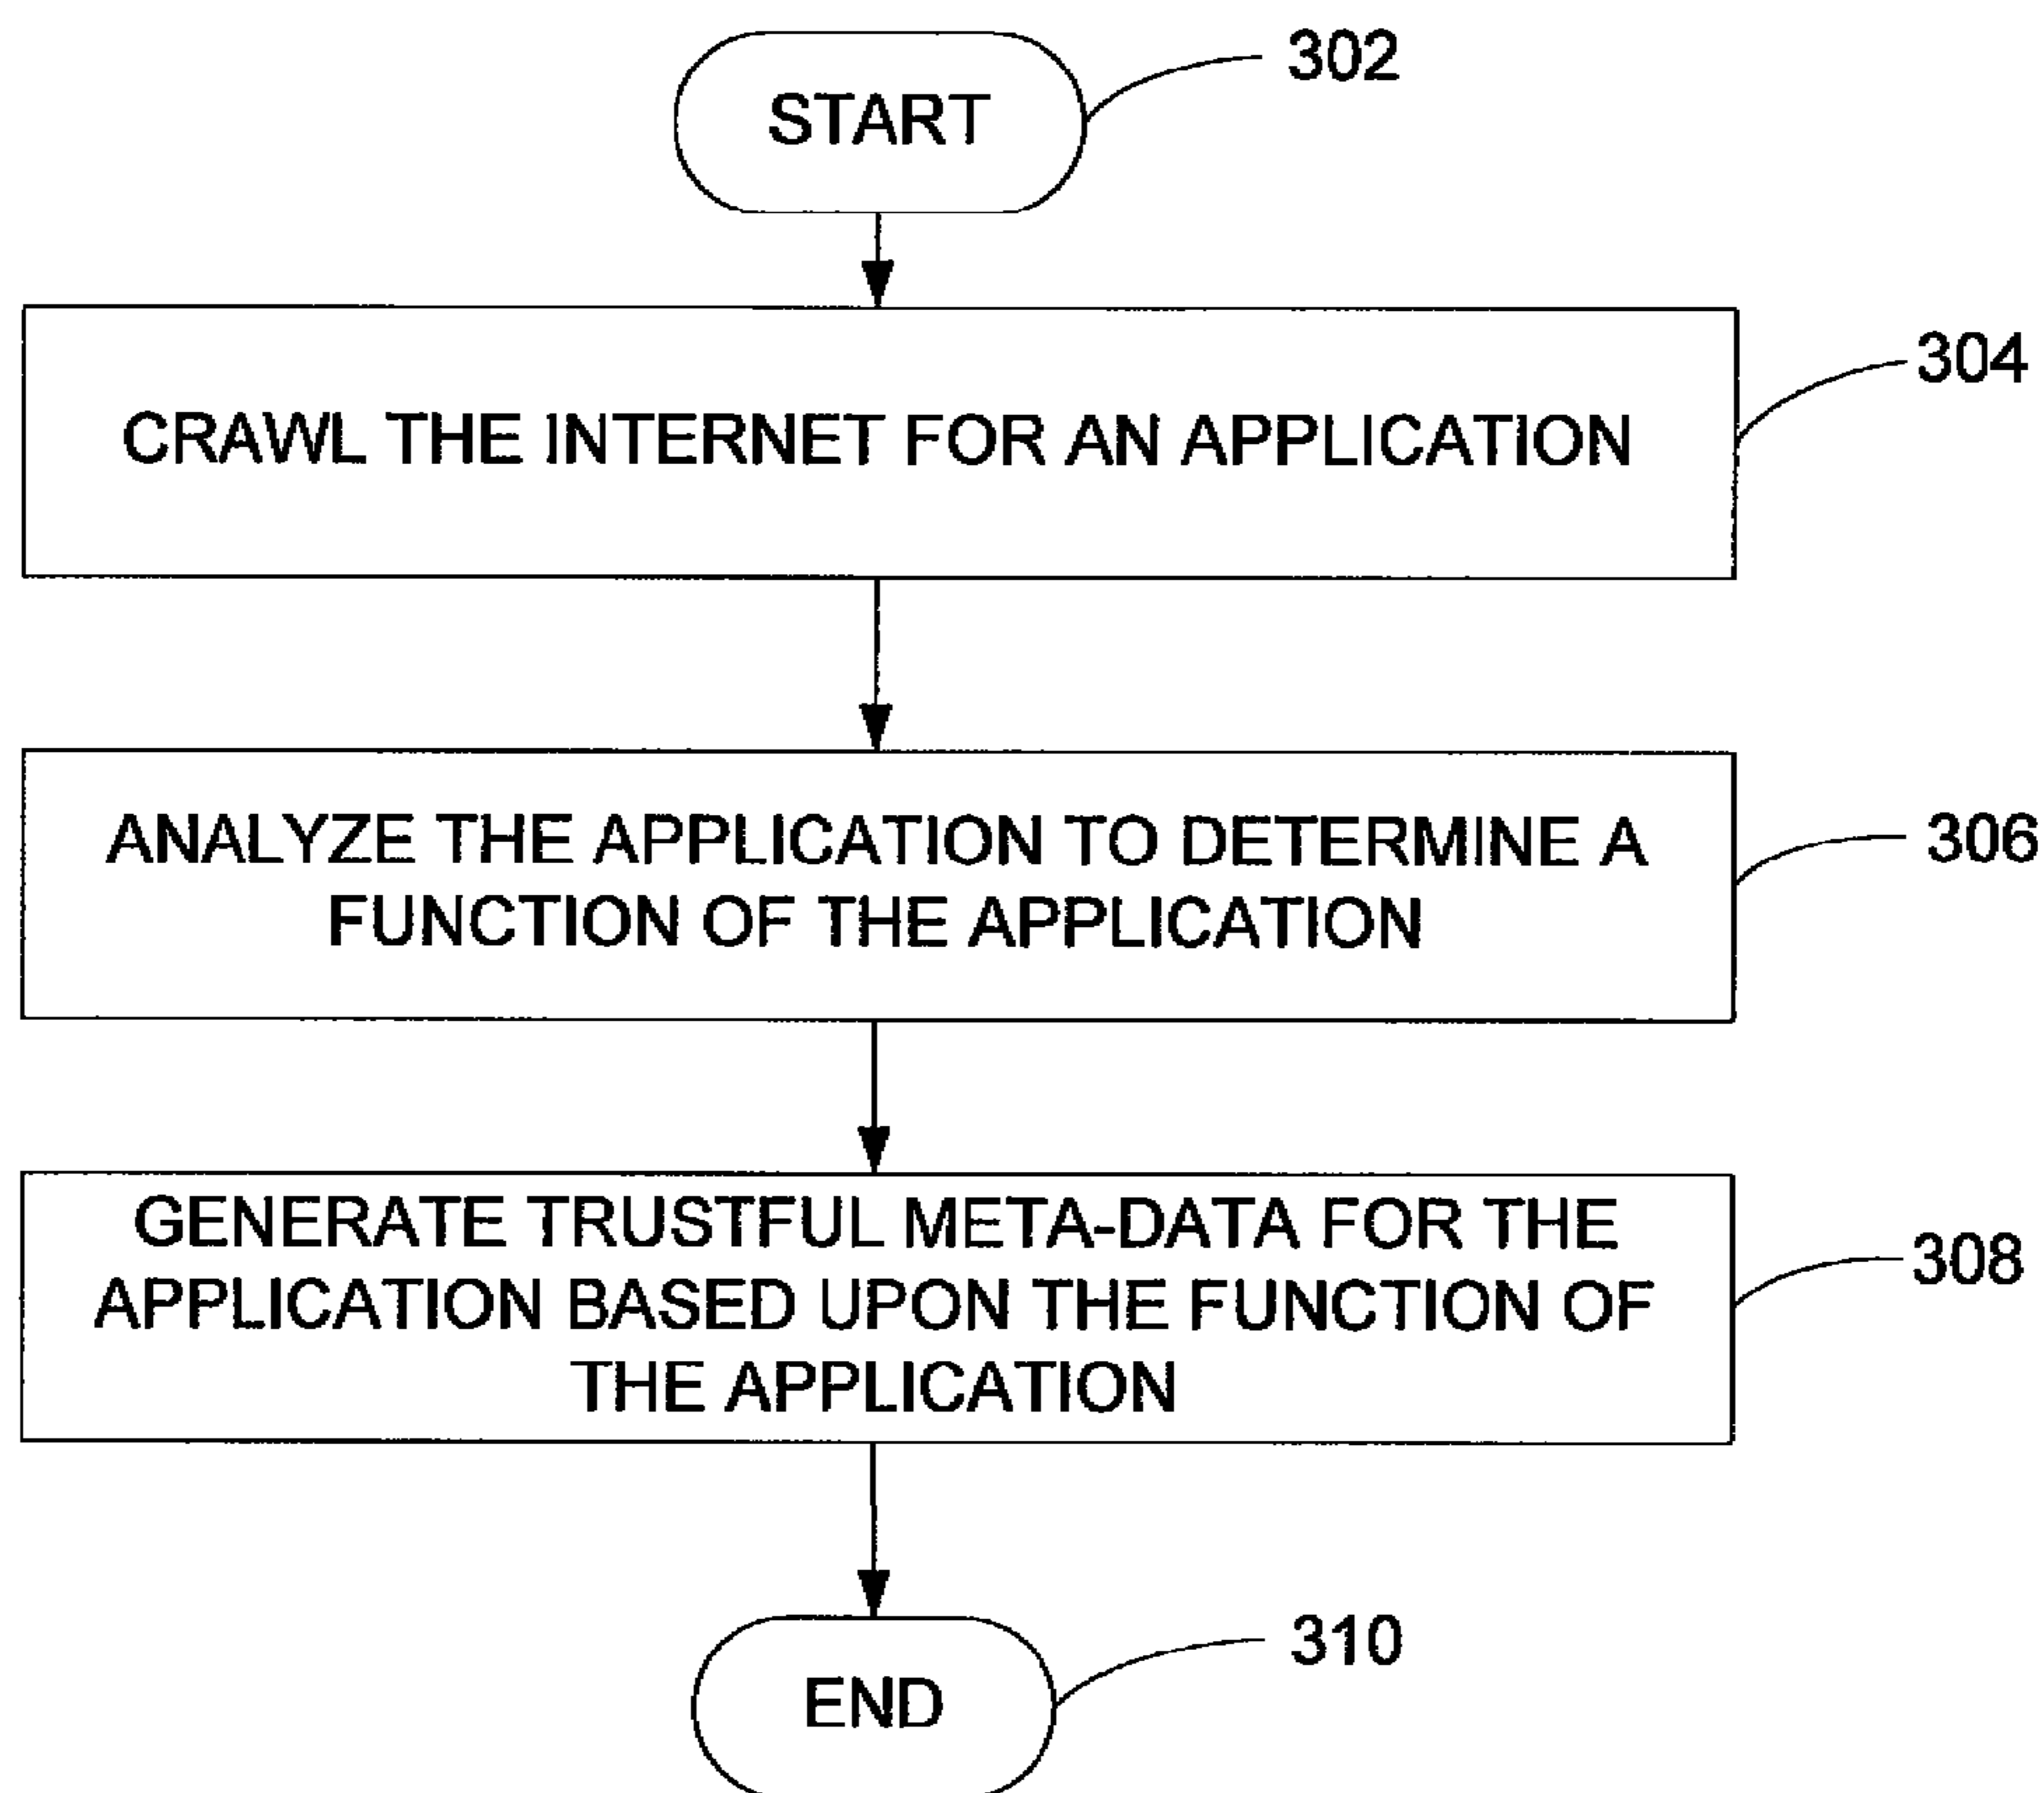 START
302
CRAWL THE INTERNET FOR AN APPLICATION
304
ANALYZE THE APPLICATION TO DETERMINE A
FUNCTION OF THE APPLICATION
306
GENERATE TRUSTFUL META-DATA FOR THE
APPLICATION BASED UPON THE FUNCTION OF
THE APPLICATION
308
END
310